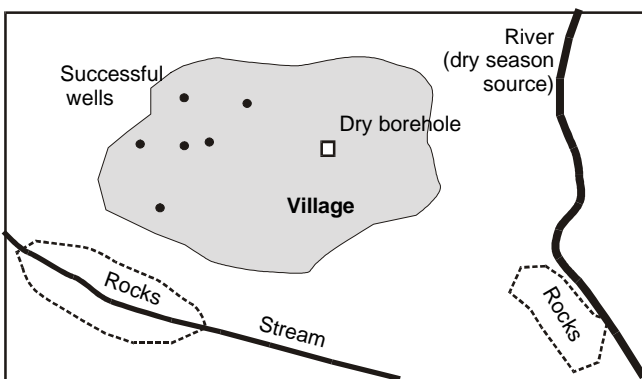 River
(dry season
source)
Successful
wells
Dry borehole
Village
Rocks
Stream
Rocks